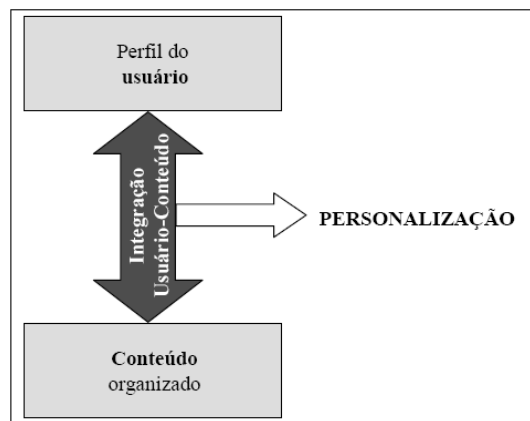 Perfil do
usuário
Integração
Usuário-Conteúdo
PERSONALIZAÇÃO
Conteúdo
organizado